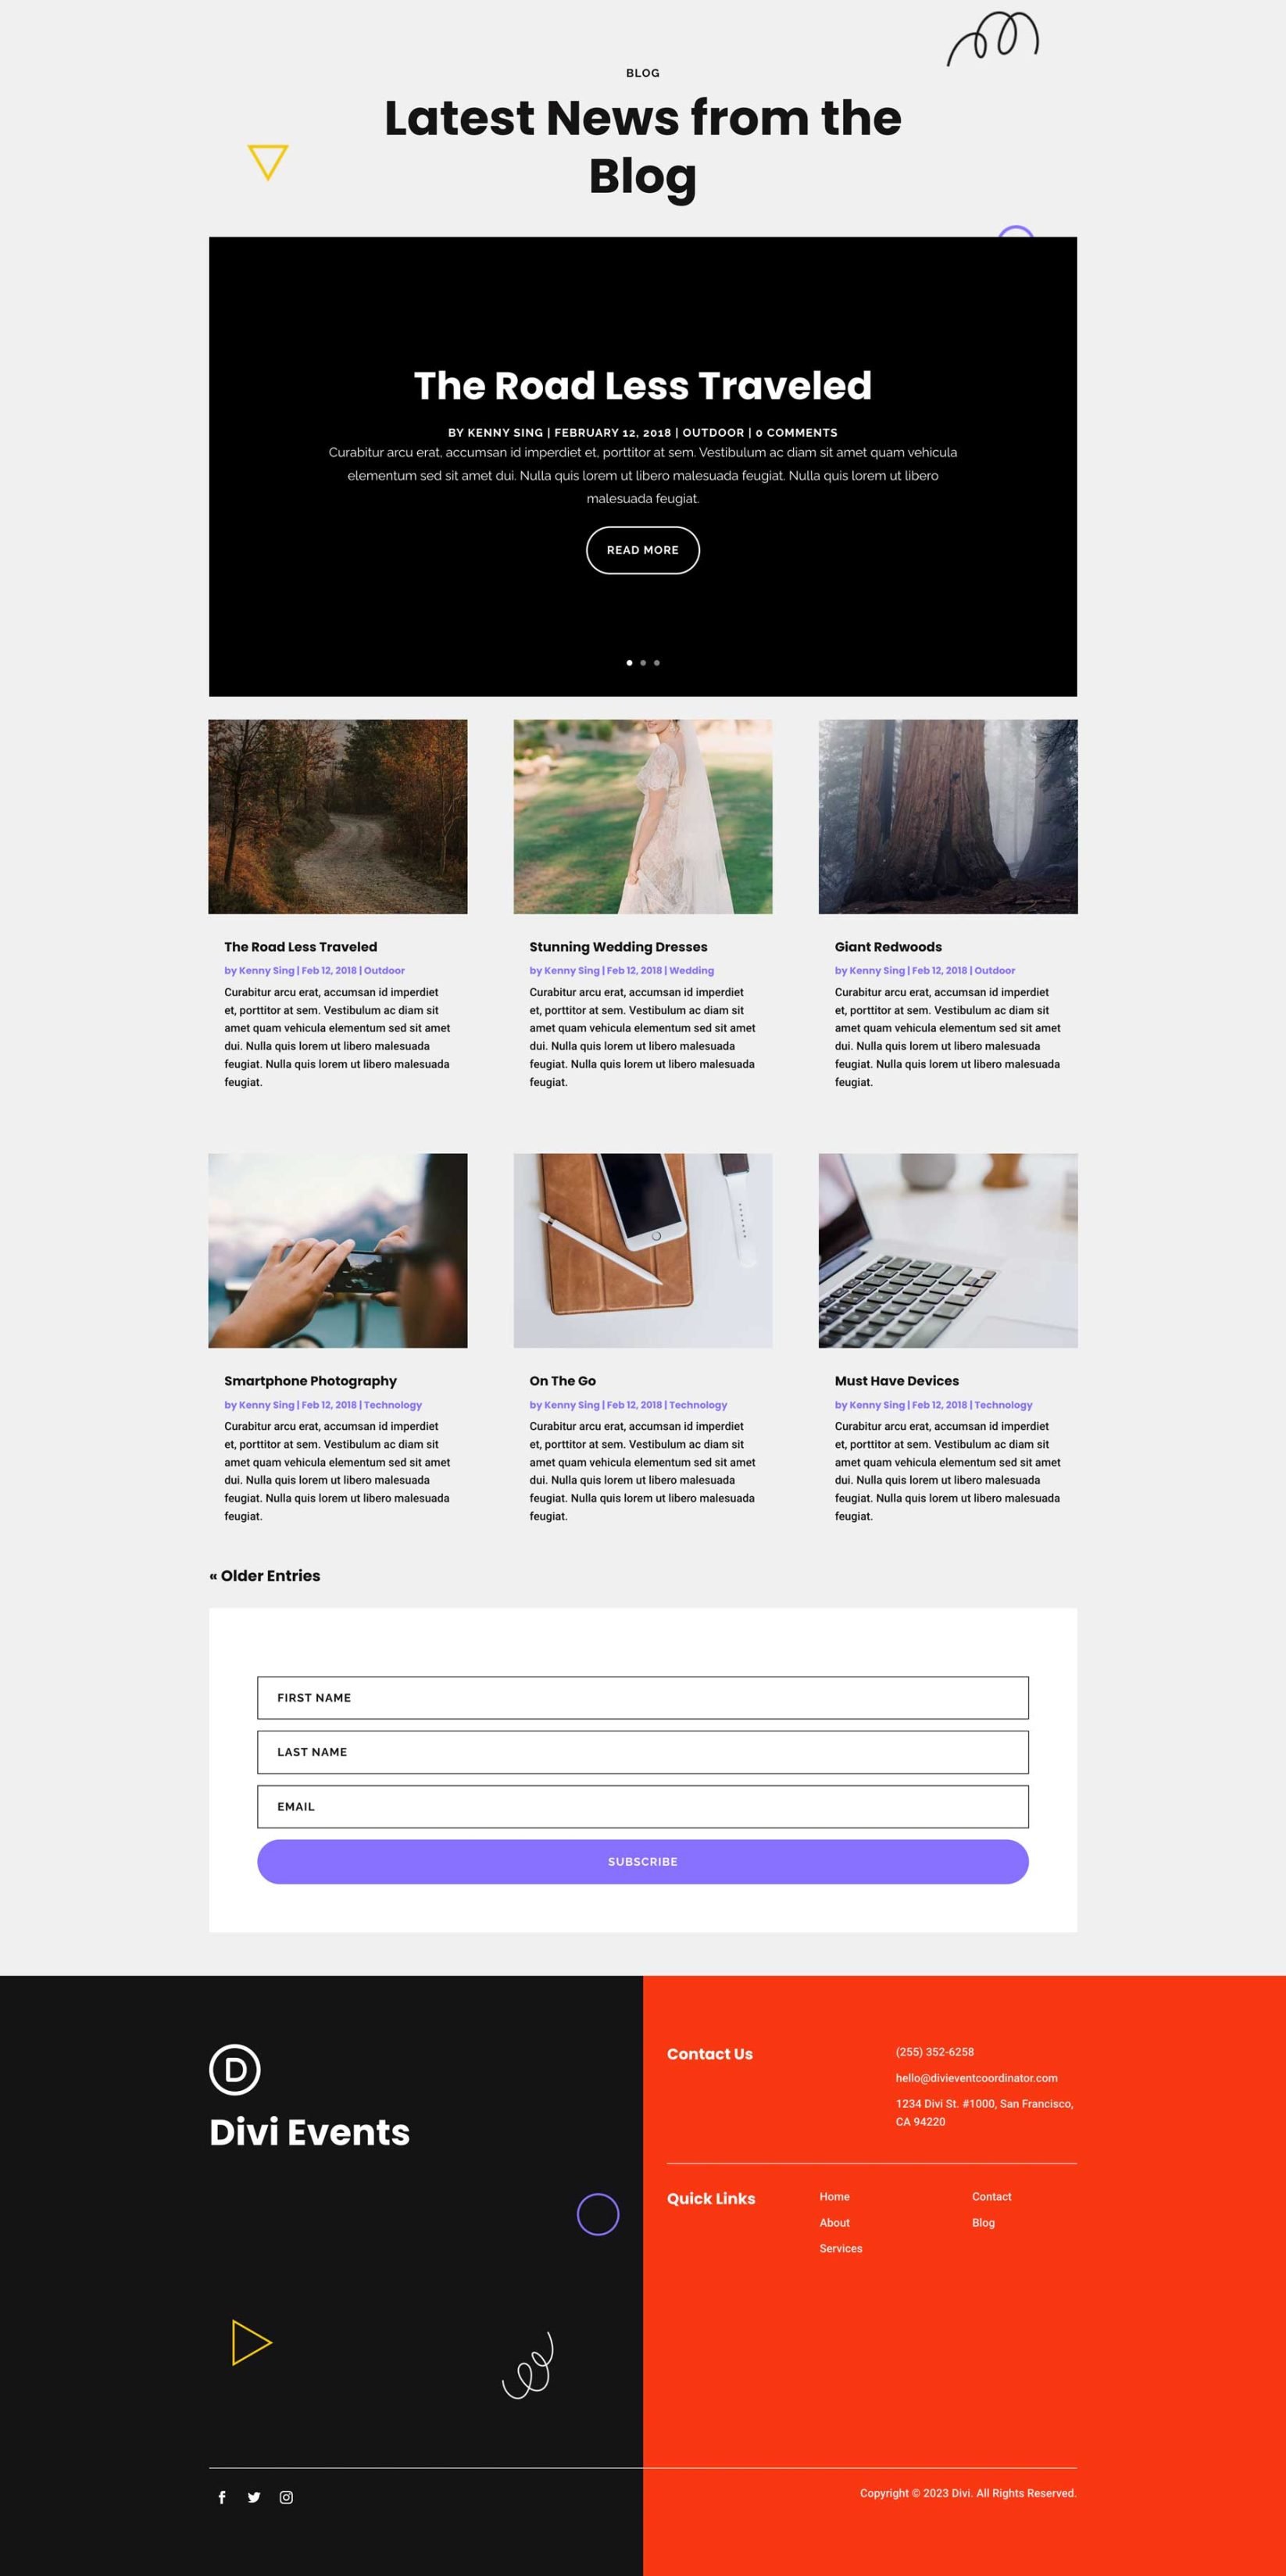 BLOG
Latest News from the
Blog
The Road Less Traveled
BY KENNY SING | FEBRUARY 12, 2018 | OUTDOOR | 0 COMMENTS
Curabitur arcu erat, accumsan id imperdiet et, porttitor at sem. Vestibulum ac diam sit amet quam vehicula
elementum sed sit amet dui. Nulla quis lorem ut libero malesuada feugiat. Nulla quis lorem ut libero
malesuada feugiat.
READ MORE
The Road Less Traveled
by Kenny Sing | Feb 12, 2018 | Outdoor
Curabitur arcu erat, accumsan id imperdiet
et, porttitor at sem. Vestibulum ac diam sit
amet quam vehicula elementum sed sit amet
dui. Nulla quis lorem ut libero malesuada
feugiat. Nulla quis lorem ut libero malesuada
feugiat.
Stunning Wedding Dresses
by Kenny Sing | Feb 12, 2018 | Wedding
Curabitur arcu erat, accumsan id imperdiet
et, porttitor at sem. Vestibulum ac diam sit
amet quam vehicula elementum sed sit amet
dui. Nulla quis lorem ut libero malesuada
feugiat. Nulla quis lorem ut libero malesuada
feugiat.
Giant Redwoods
by Kenny Sing | Feb 12, 2018 | Outdoor
Curabitur arcu erat, accumsan id imperdiet
et, porttitor at sem. Vestibulum ac diam sit
amet quam vehicula elementum sed sit amet
dui. Nulla quis lorem ut libero malesuada
feugiat. Nulla quis lorem ut libero malesuada
feugiat.
Smartphone Photography
by Kenny Sing | Feb 12, 2018 | Technology
Curabitur arcu erat, accumsan id imperdiet
et, porttitor at sem. Vestibulum ac diam sit
amet quam vehicula elementum sed sit amet
dui. Nulla quis lorem ut libero malesuada
feugiat. Nulla quis lorem ut libero malesuada
feugiat.
On The Go
by Kenny Sing | Feb 12, 2018 | Technology
Curabitur arcu erat, accumsan id imperdiet
et, porttitor at sem. Vestibulum ac diam sit
amet quam vehicula elementum sed sit amet
dui. Nulla quis lorem ut libero malesuada
feugiat. Nulla quis lorem ut libero malesuada
feugiat.
Must Have Devices
by Kenny Sing | Feb 12, 2018 | Technology
Curabitur arcu erat, accumsan id imperdiet
et, porttitor at sem. Vestibulum ac diam sit
amet quam vehicula elementum sed sit amet
dui. Nulla quis lorem ut libero malesuada
feugiat. Nulla quis lorem ut libero malesuada
feugiat.
« Older Entries
FIRST NAME
LAST NAME
EMAIL
SUBSCRIBE
D
Divi Events
Contact Us
(255) 352-6258
hello@divieventcoordinator.com
1234 Divi St. #1000, San Francisco,
CA 94220
Quick Links
Home
About
Services
Contact
Blog
Copyright © 2023 Divi. All Rights Reserved.